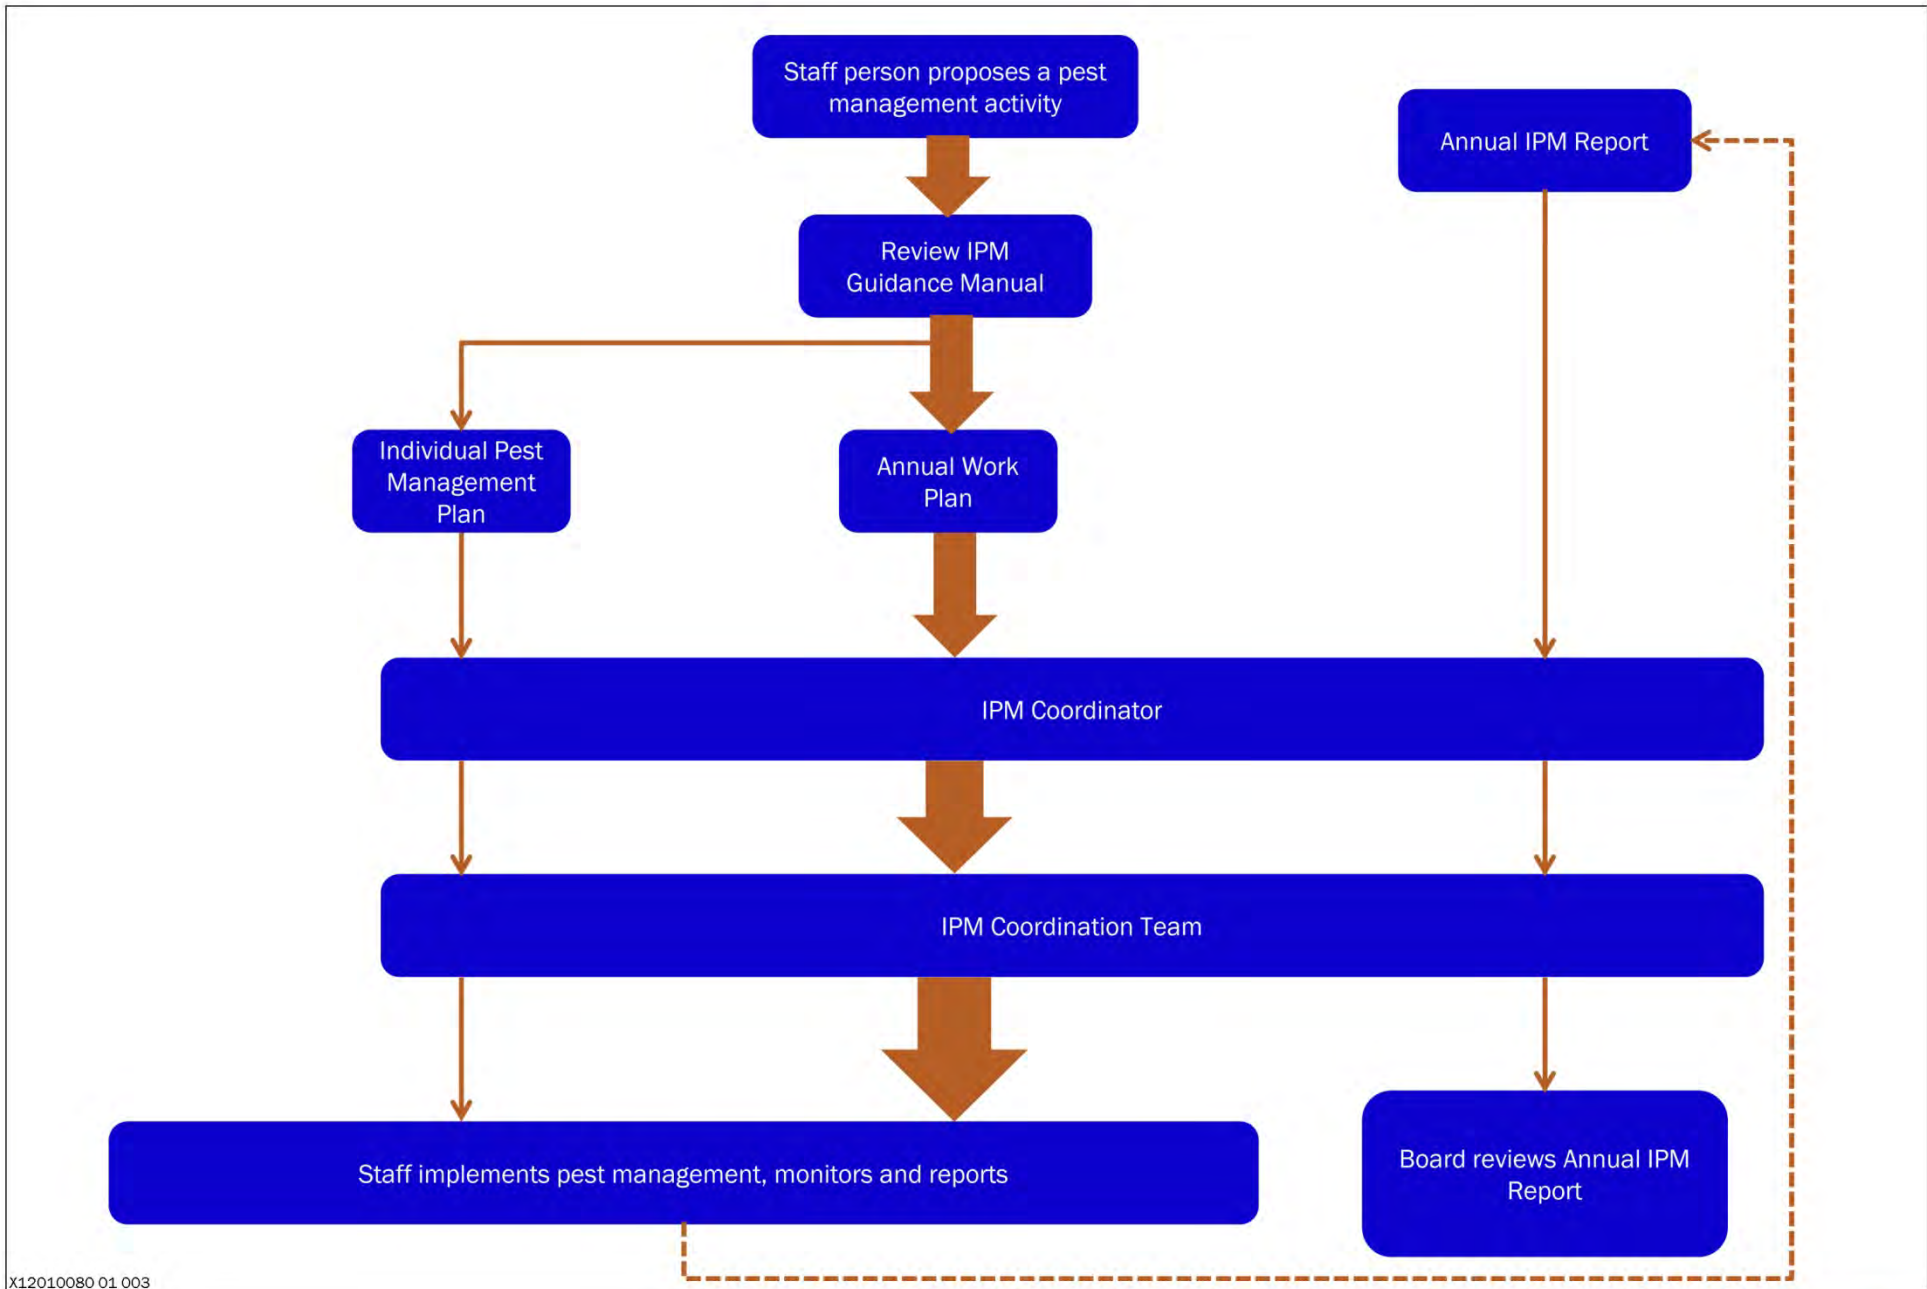 Staff person proposes a pest
management activity
Annual IPM Report
Review IPM
Guidance Manual
Individual Pest
Management
Plan
Annual Work
Plan
IPM Coordinator
IPM Coordination Team
Staff implements pest management, monitors and reports
Board reviews Annual IPM
Report
X12010080 01 003